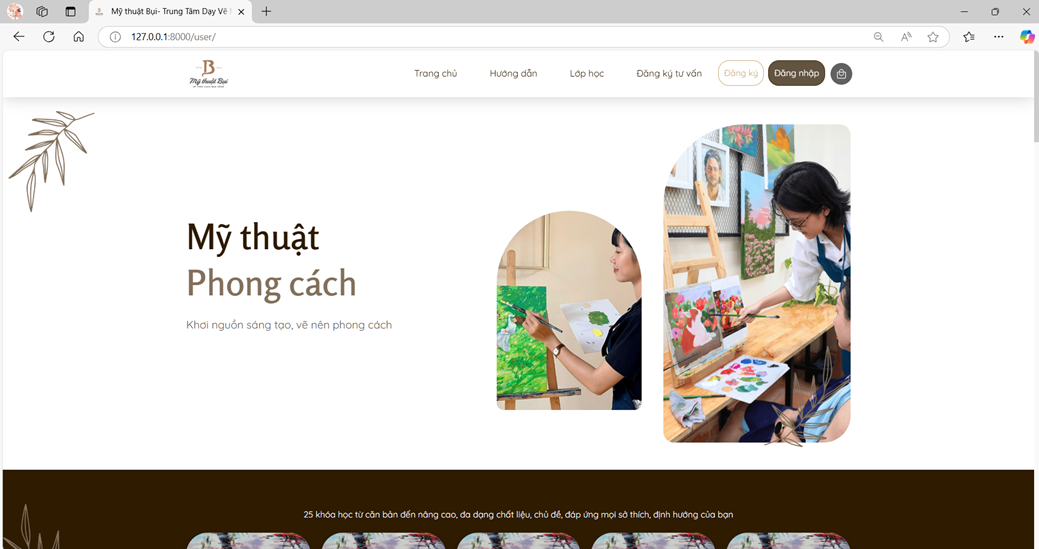 Mỹ thuật Bụi- Trung Tâm Dạy Vẽ
127.0.0.1:8000/user/
B
Mỹ thuật Bụi
Trang chủ
Hướng dẫn
Lớp học
Đăng ký tư vấn
Đăng ký
Đăng nhập
Mỹ thuật
Phong cách
Khơi nguồn sáng tạo, vẽ nên phong cách
25 khóa học từ căn bản đến nâng cao, đa dạng chất liệu, chủ đề, đáp ứng mọi sở thích, định hướng của bạn